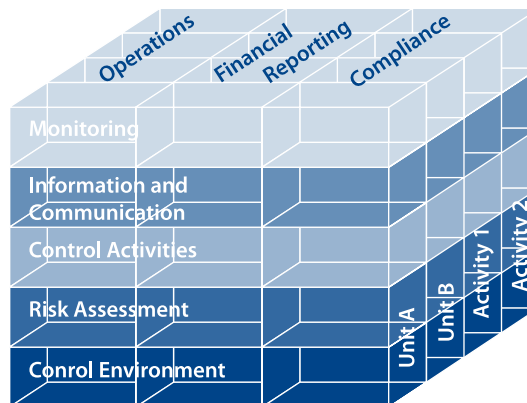 Operations
Financial
Reporting
Compliance
Monitoring
Information and
Communication
Control Activities
Risk Assessment
Conrol Environment
Unit A
Unit B
Activity 1
Activity 2